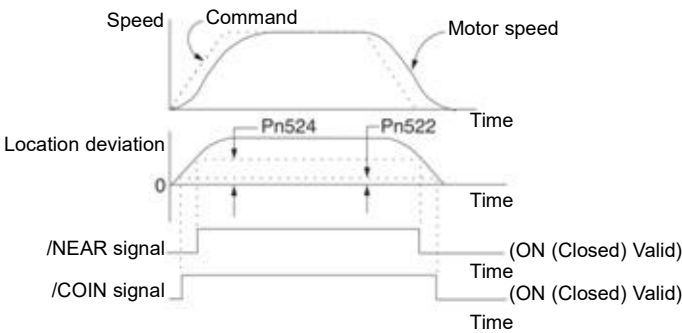 Speed
Command
Motor speed
Time
Location deviation
Pn524
Pn522
0
Time
/NEAR signal
(ON (Closed) Valid)
Time
/COIN signal
(ON (Closed) Valid)
Time